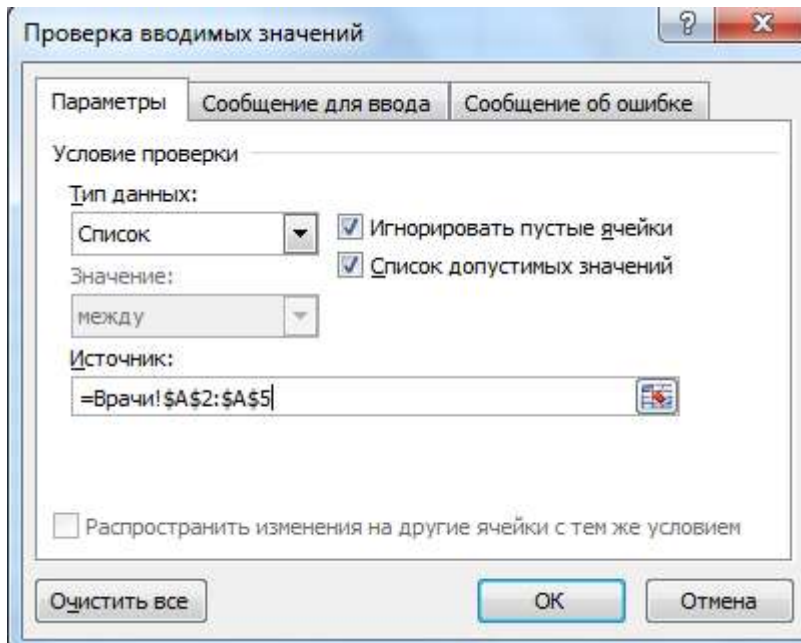 Проверка вводимых значений
Параметры
Сообщение для ввода
Сообщение об ошибке
Условие проверки
Тип данных:
Список
Игнорировать пустые ячейки
Список допустимых значений
Значение:
между
Источник:
=Врачи!$A$2:$A$5
Распространить изменения на другие ячейки с тем же условием
Очистить все
ОК
Отмена